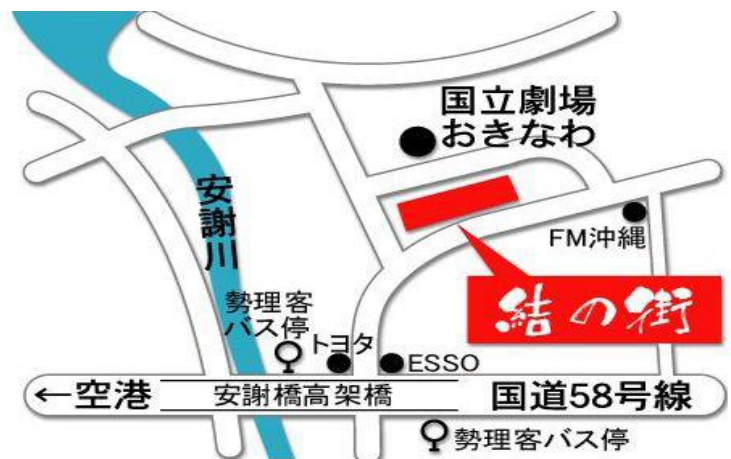 国立劇場
おきなわ
安謝川
FM沖縄
結の街
勢理客
バス停
トヨタ
ESSO
←空港
安謝橋高架橋
国道58号線
勢理客バス停